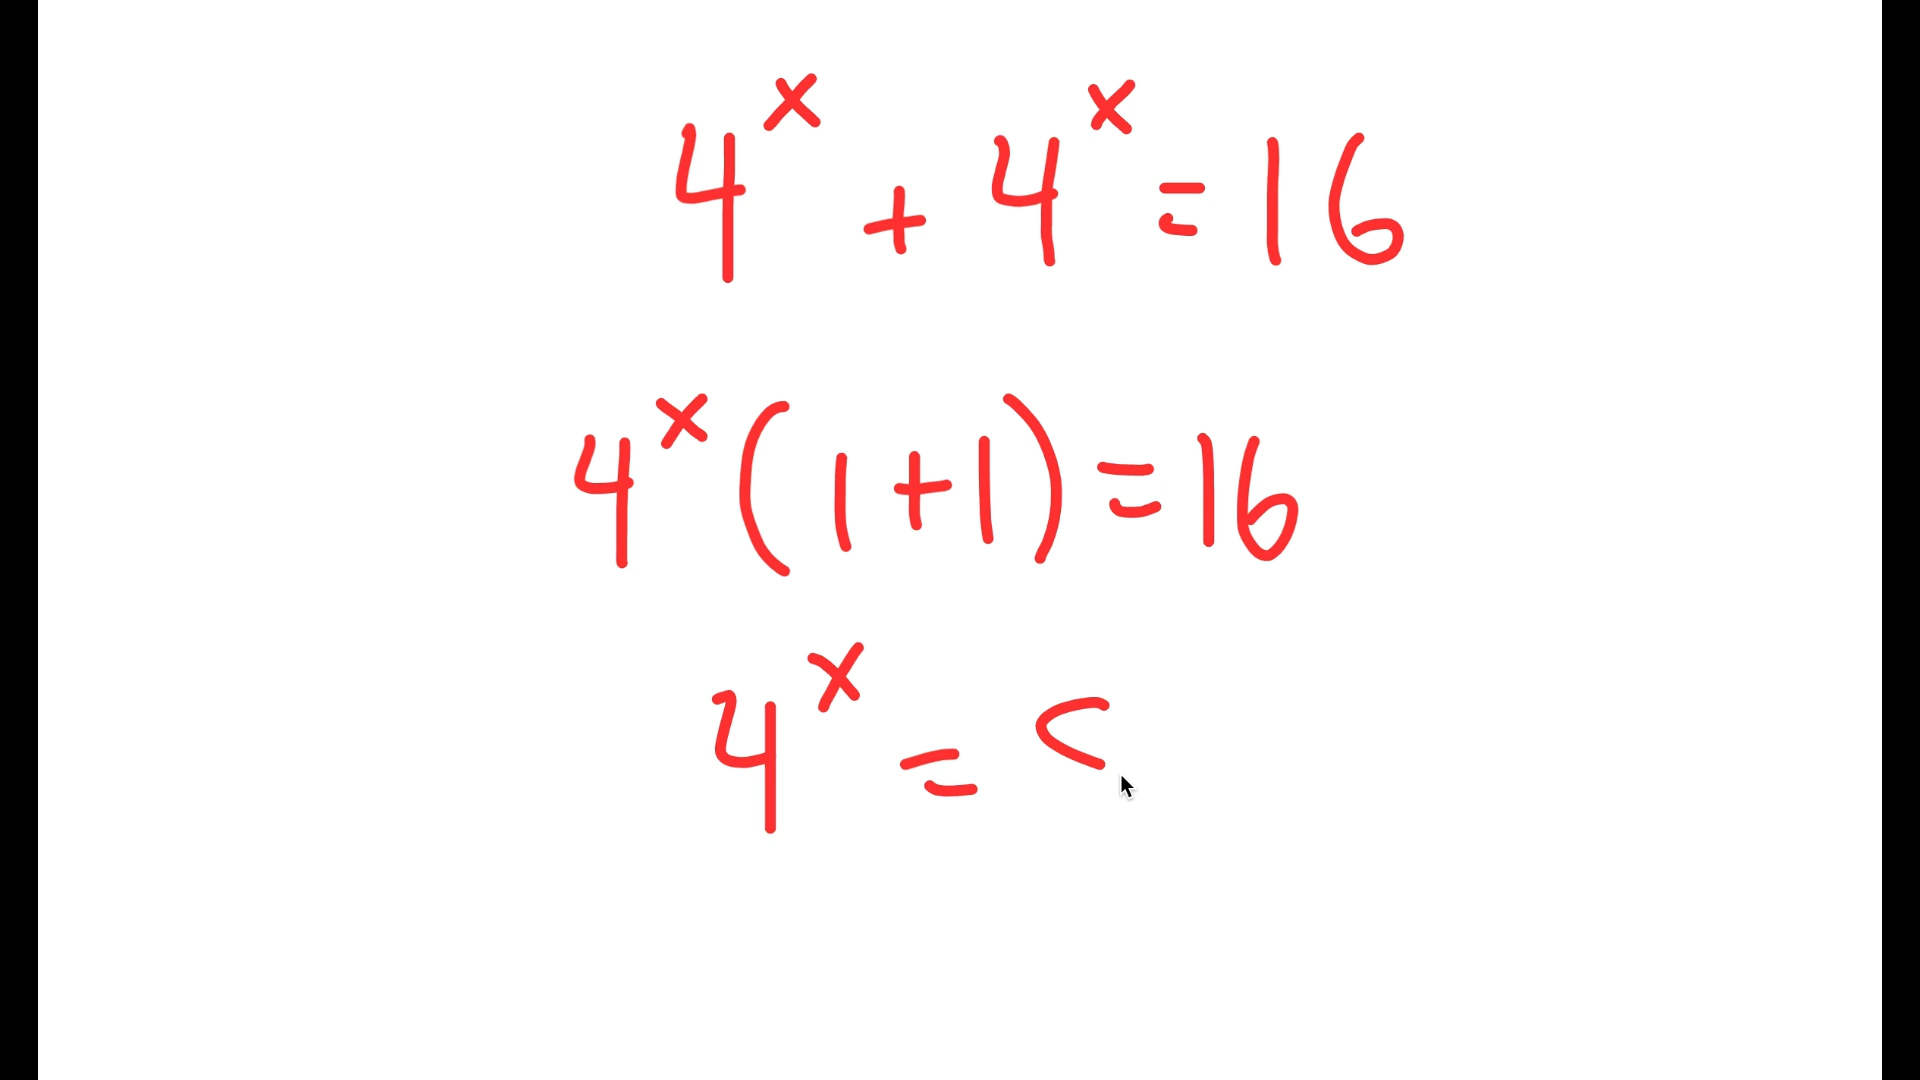 4^x + 4^x = 16
4^x (1 + 1) = 16
4^x =